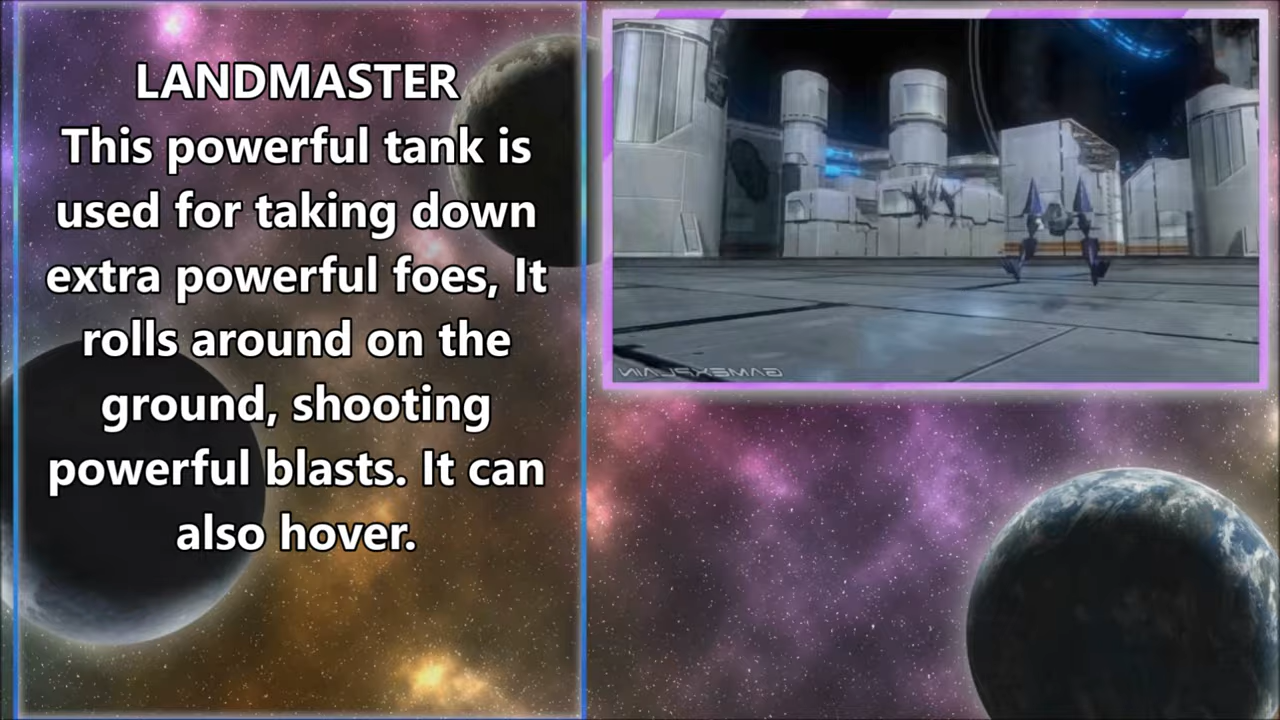 LANDMASTER
This powerful tank is
used for taking down
extra powerful foes, It
rolls around on the
ground, shooting
powerful blasts. It can
also hover.
GAMEXPLAIN